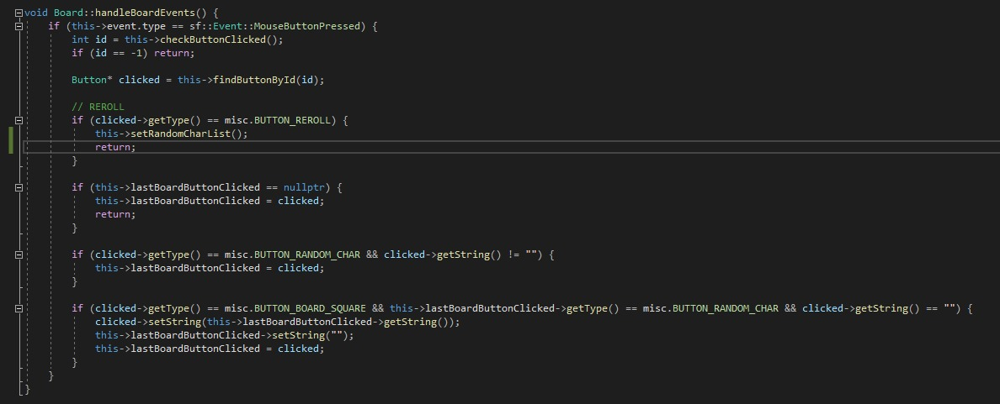 void Board::handleBoardEvents() {
if (this->event.type == sf::Event::MouseButtonPressed) {
int id = this->checkButtonClicked();
if (id == -1) return;
Button* clicked = this->findButtonById(id);
// REROLL
if (clicked->getType() == misc.BUTTON_REROLL) {
this->setRandomCharList();
return;
}
if (this->lastBoardButtonClicked == nullptr) {
this->lastBoardButtonClicked = clicked;
return;
}
if (clicked->getType() == misc.BUTTON_RANDOM_CHAR && clicked->getString() != "") {
this->lastBoardButtonClicked = clicked;
}
if (clicked->getType() == misc.BUTTON_BOARD_SQUARE && this->lastBoardButtonClicked->getType() == misc.BUTTON_RANDOM_CHAR && clicked->getString() == "") {
clicked->setString(this->lastBoardButtonClicked->getString());
this->lastBoardButtonClicked->setString("");
this->lastBoardButtonClicked = clicked;
}
}
}